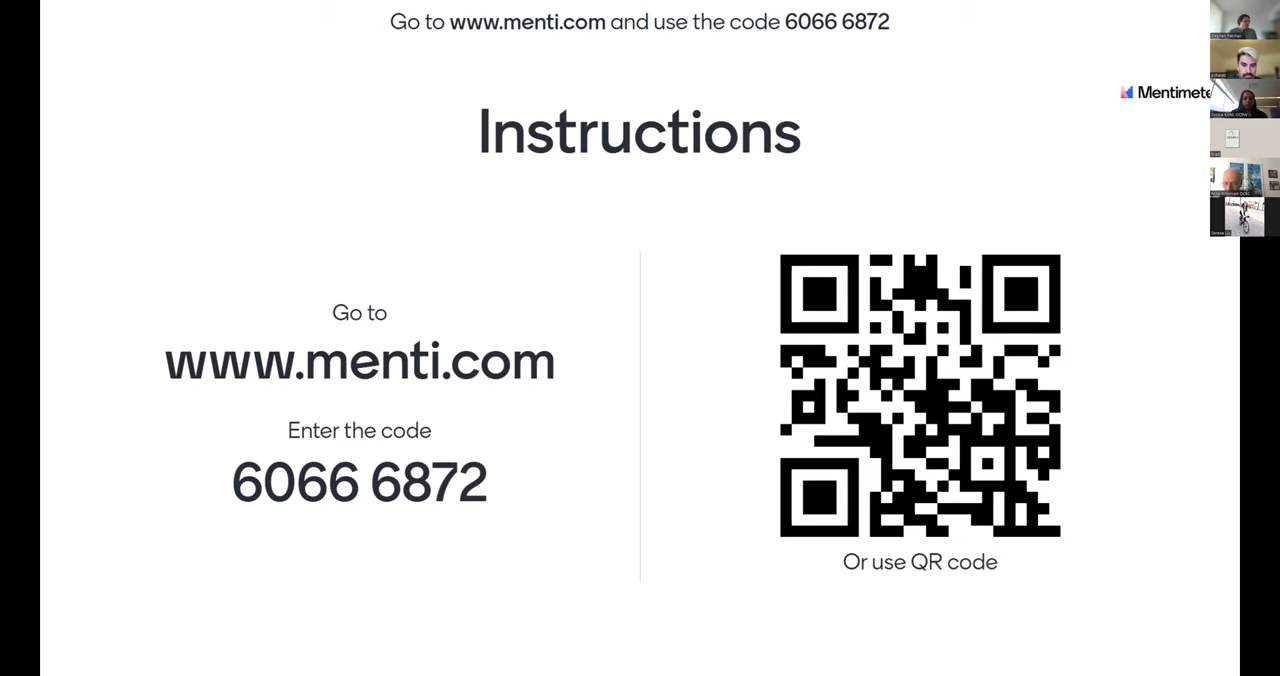 Go to www.menti.com and use the code 6066 6872
Mentimete
Instructions
Go to
www.menti.com
Enter the code
6066 6872
Or use QR code